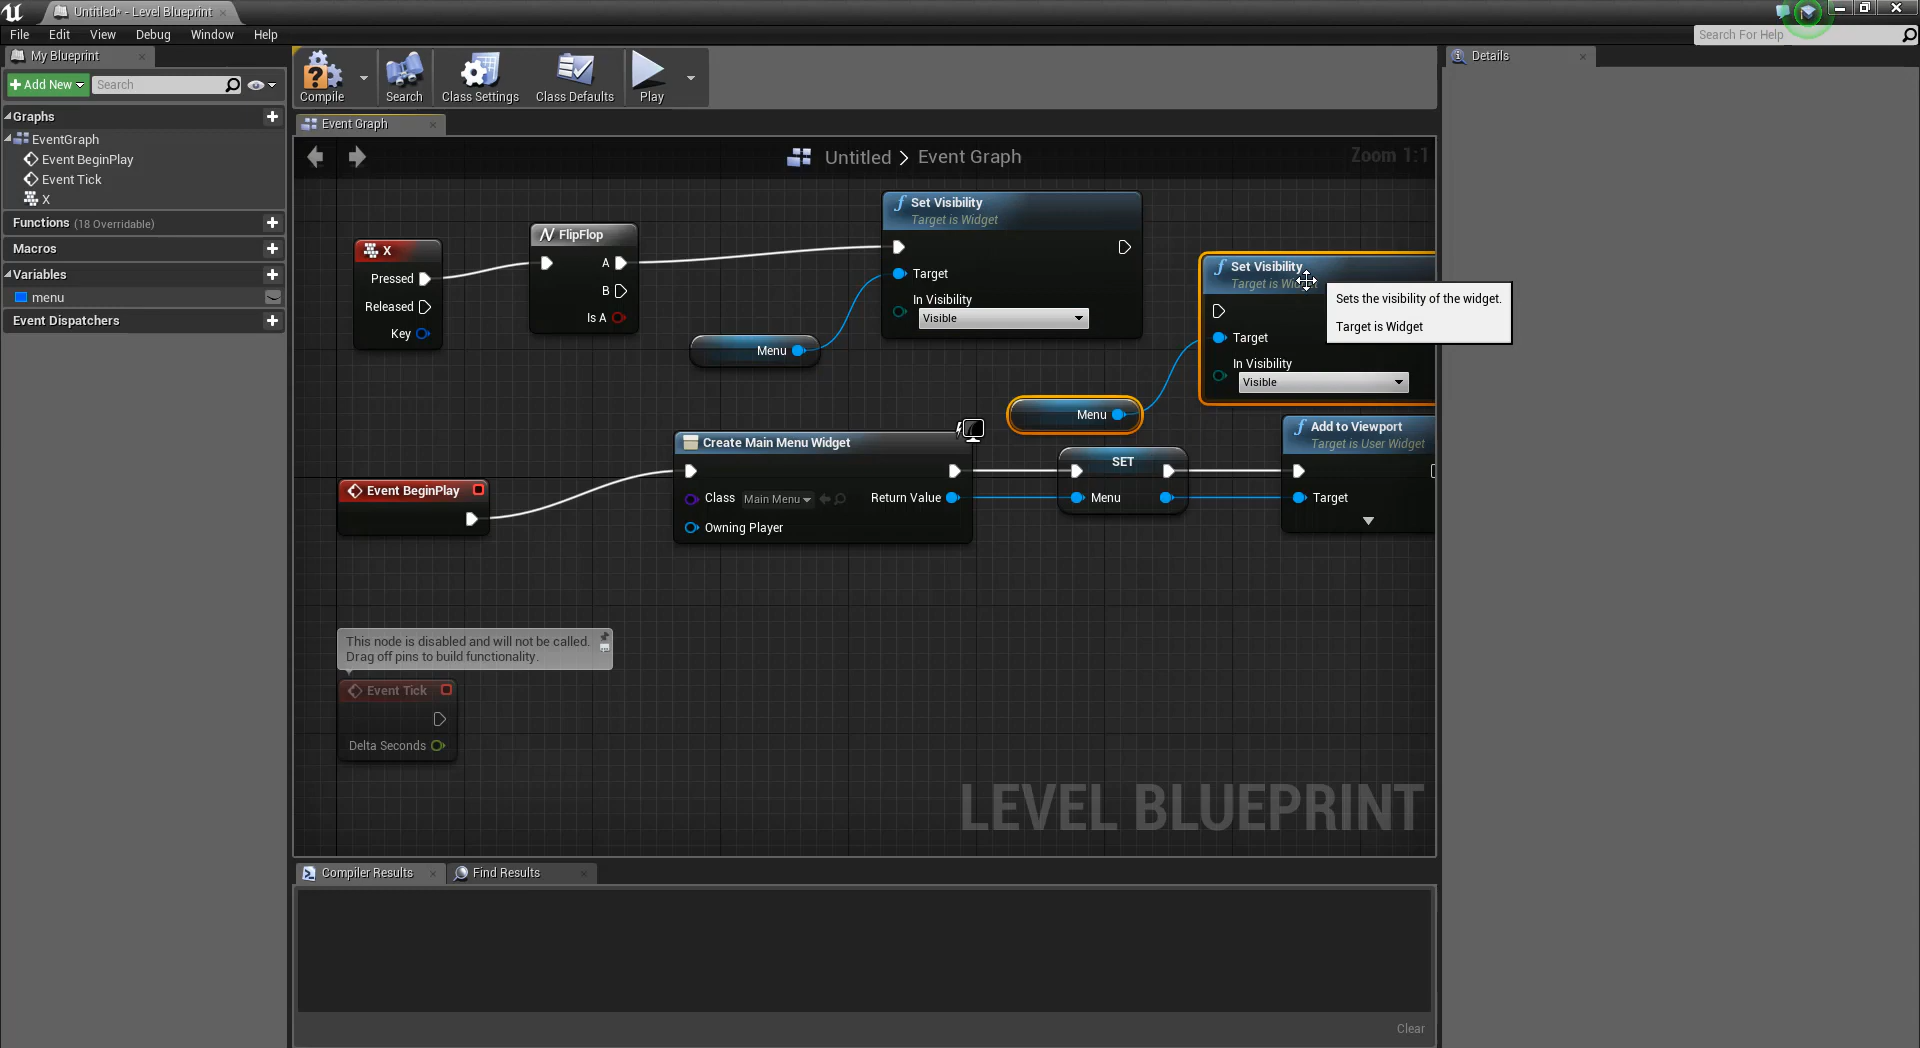 Untitled* - Level Blueprint
File Edit View Debug Window Help
Search For Help
My Blueprint
Add New
Search
Graphs
EventGraph
Event BeginPlay
Event Tick
X
Functions (18 Overridable)
Macros
Variables
menu
Event Dispatchers
Compile
Search
Class Settings
Class Defaults
Play
Event Graph
Untitled > Event Graph
Zoom 1:1
X
Pressed
Released
Key
FlipFlop
A
B
Is A
Set Visibility
Target is Widget
Target
In Visibility
Visible
Menu
Set Visibility
Target is Wid
Target
In Visibility
Visible
Sets the visibility of the widget.
Target is Widget
Menu
Event BeginPlay
Create Main Menu Widget
Class Main Menu
Return Value
Owning Player
SET
Menu
Add to Viewport
Target is User Widget
Target
This node is disabled and will not be called.
Drag off pins to build functionality.
Event Tick
Delta Seconds
LEVEL BLUEPRINT
Compiler Results
Find Results
Clear
Details